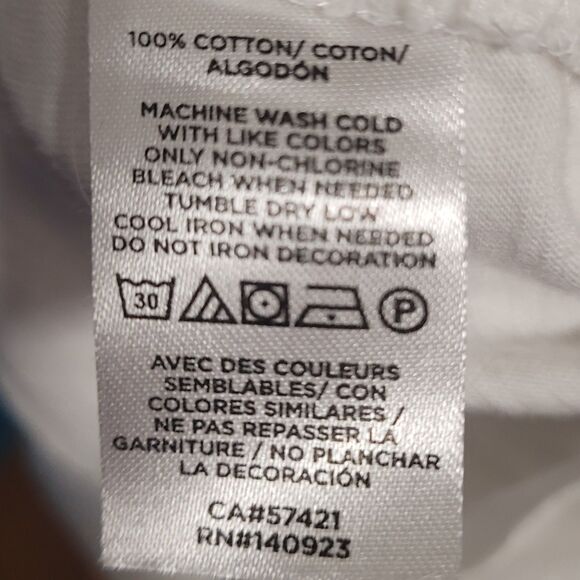 100% COTTON/ COTON/
ALGODÓN
MACHINE WASH COLD
WITH LIKE COLORS
ONLY NON-CHLORINE
BLEACH WHEN NEEDED
TUMBLE DRY LOW
COOL IRON WHEN NEEDED
DO NOT IRON DECORATION
30 P
AVEC DES COULEURS
SEMBLABLES/ CON
COLORES SIMILARES /
NE PAS REPASSER LA
GARNITURE / NO PLANCHAR
LA DECORACIÓN
CA#57421
RN#140923